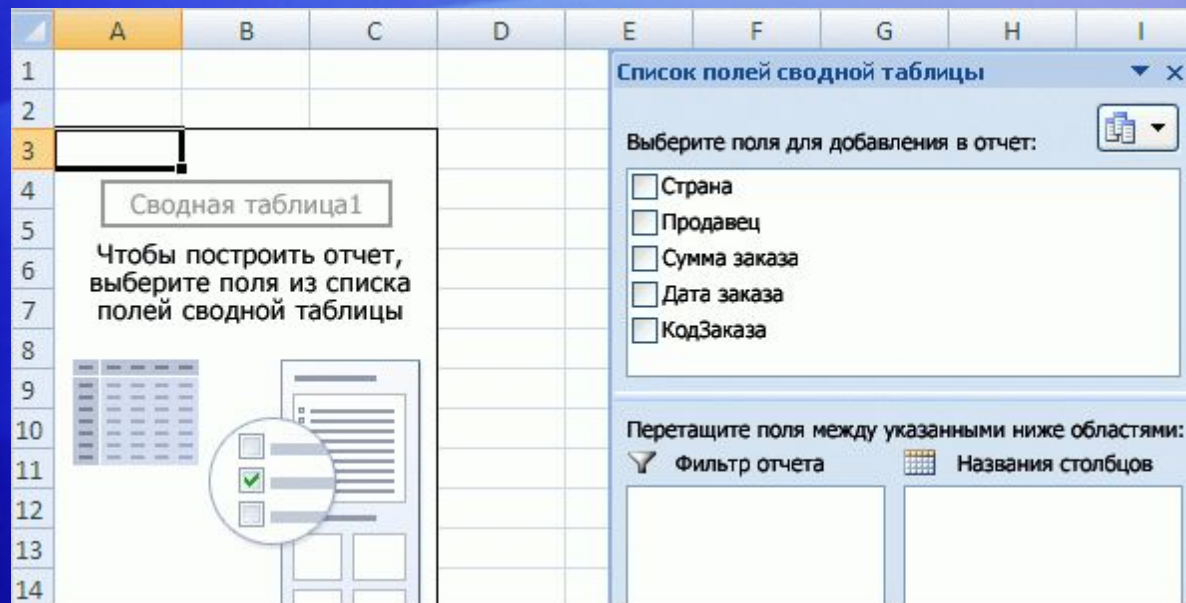 A B C D E F G H I
1
2
3
4
5
6
7
8
9
10
11
12
13
14
Сводная таблица1
Чтобы построить отчет,
выберите поля из списка
полей сводной таблицы
Список полей сводной таблицы
Выберите поля для добавления в отчет:
Страна
Продавец
Сумма заказа
Дата заказа
КодЗаказа
Перетащите поля между указанными ниже областями:
Фильтр отчета Названия столбцов